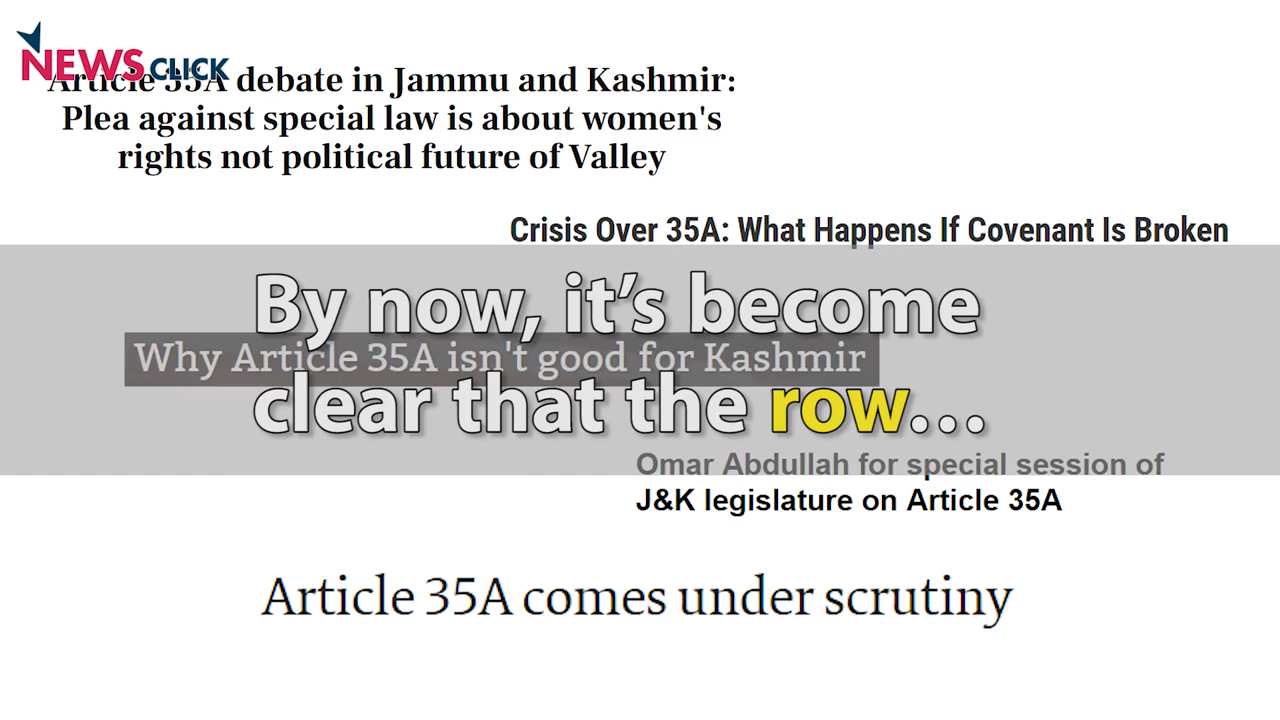 NEWSCLICK
Article 35A debate in Jammu and Kashmir:
Plea against special law is about women's
rights not political future of Valley
Crisis Over 35A: What Happens If Covenant Is Broken
By now, it's become
Why Article 35A isn't good for Kashmir
clear that the row...
Omar Abdullah for special session of
J&K legislature on Article 35A
Article 35A comes under scrutiny